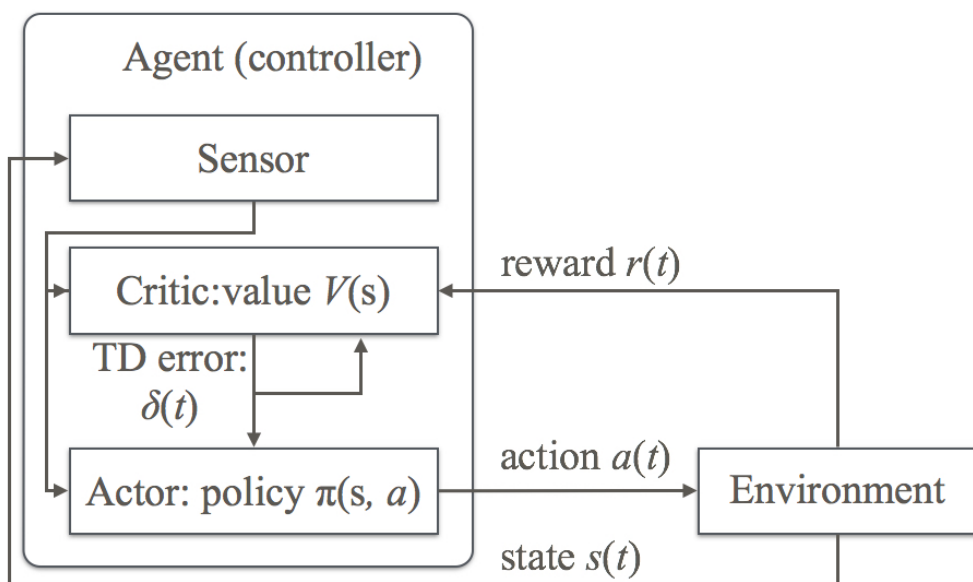 Agent (controller)
Sensor
Critic:value V(s)
reward r(t)
TD error:
δ(t)
Actor: policy π(s, a)
action a(t)
Environment
state s(t)